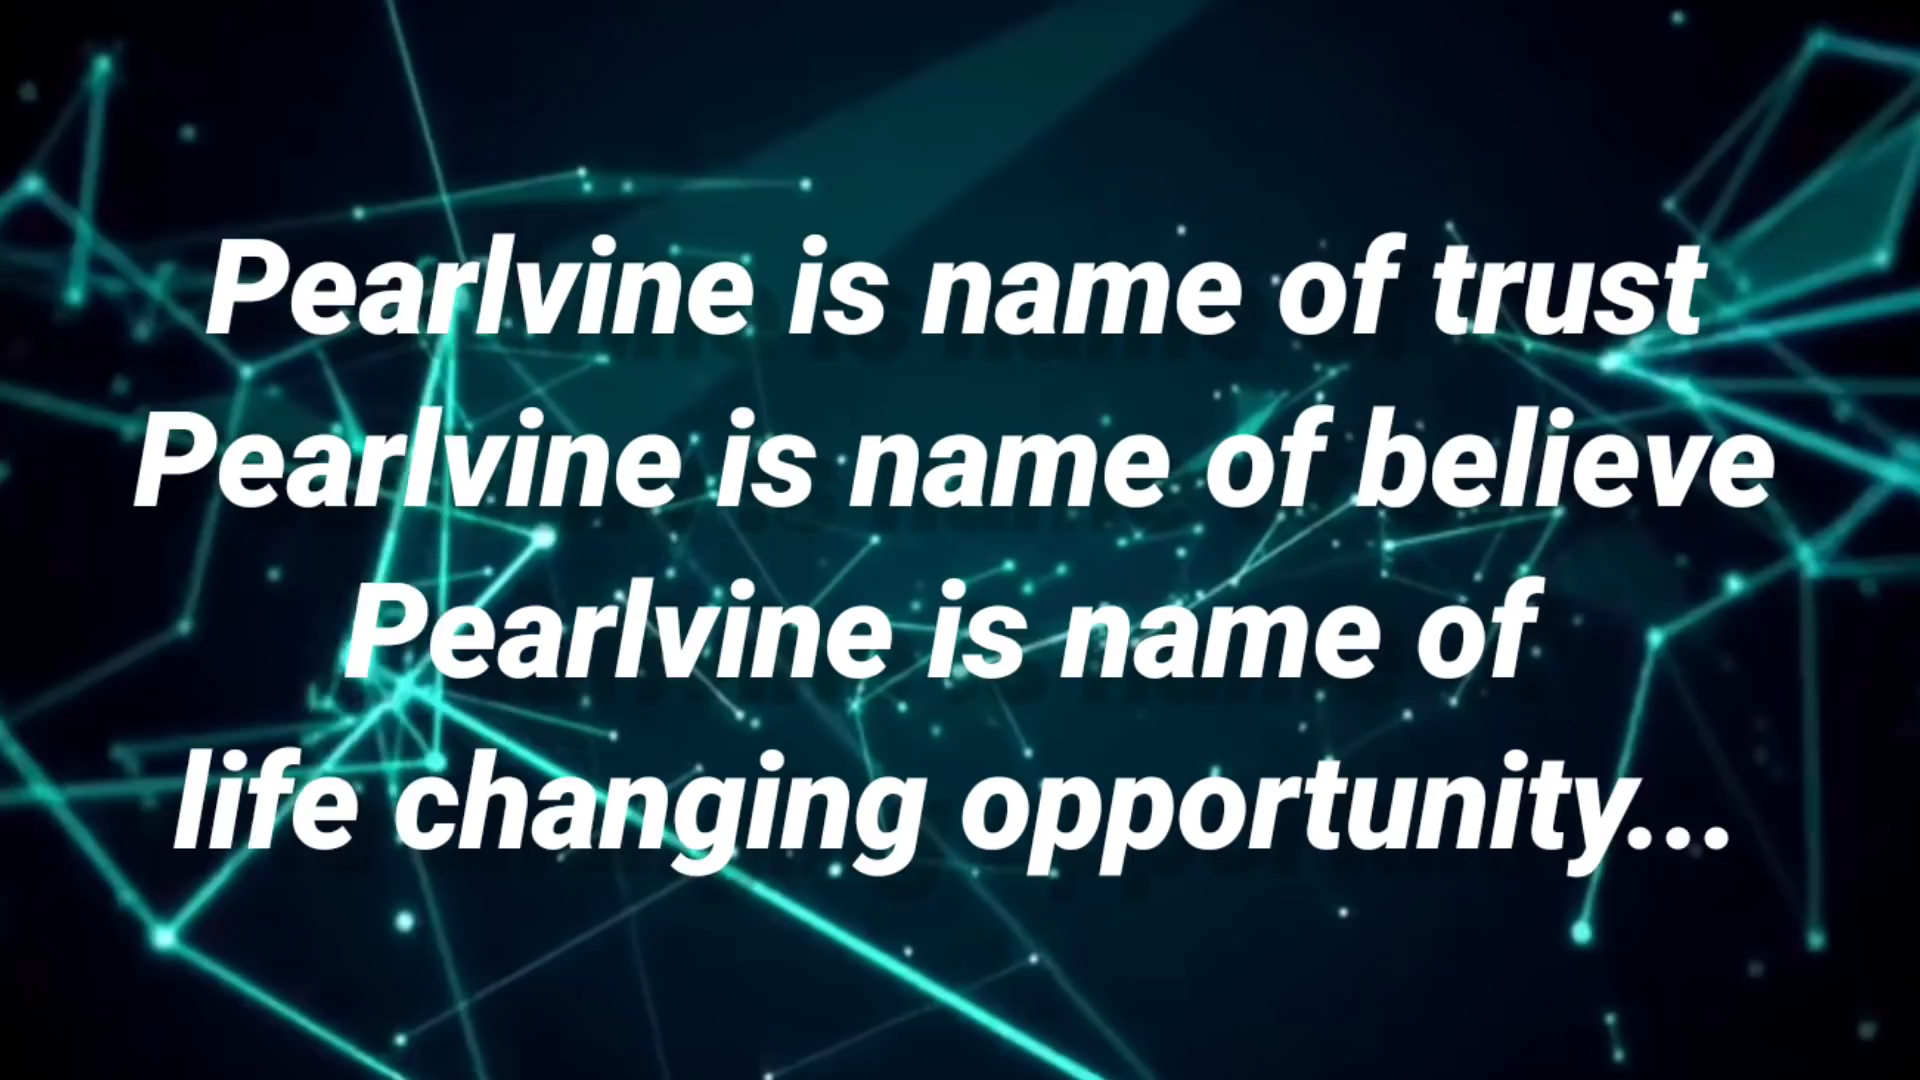 Pearlvine is name of trust
Pearlvine is name of believe
Pearlvine is name of
life changing opportunity...